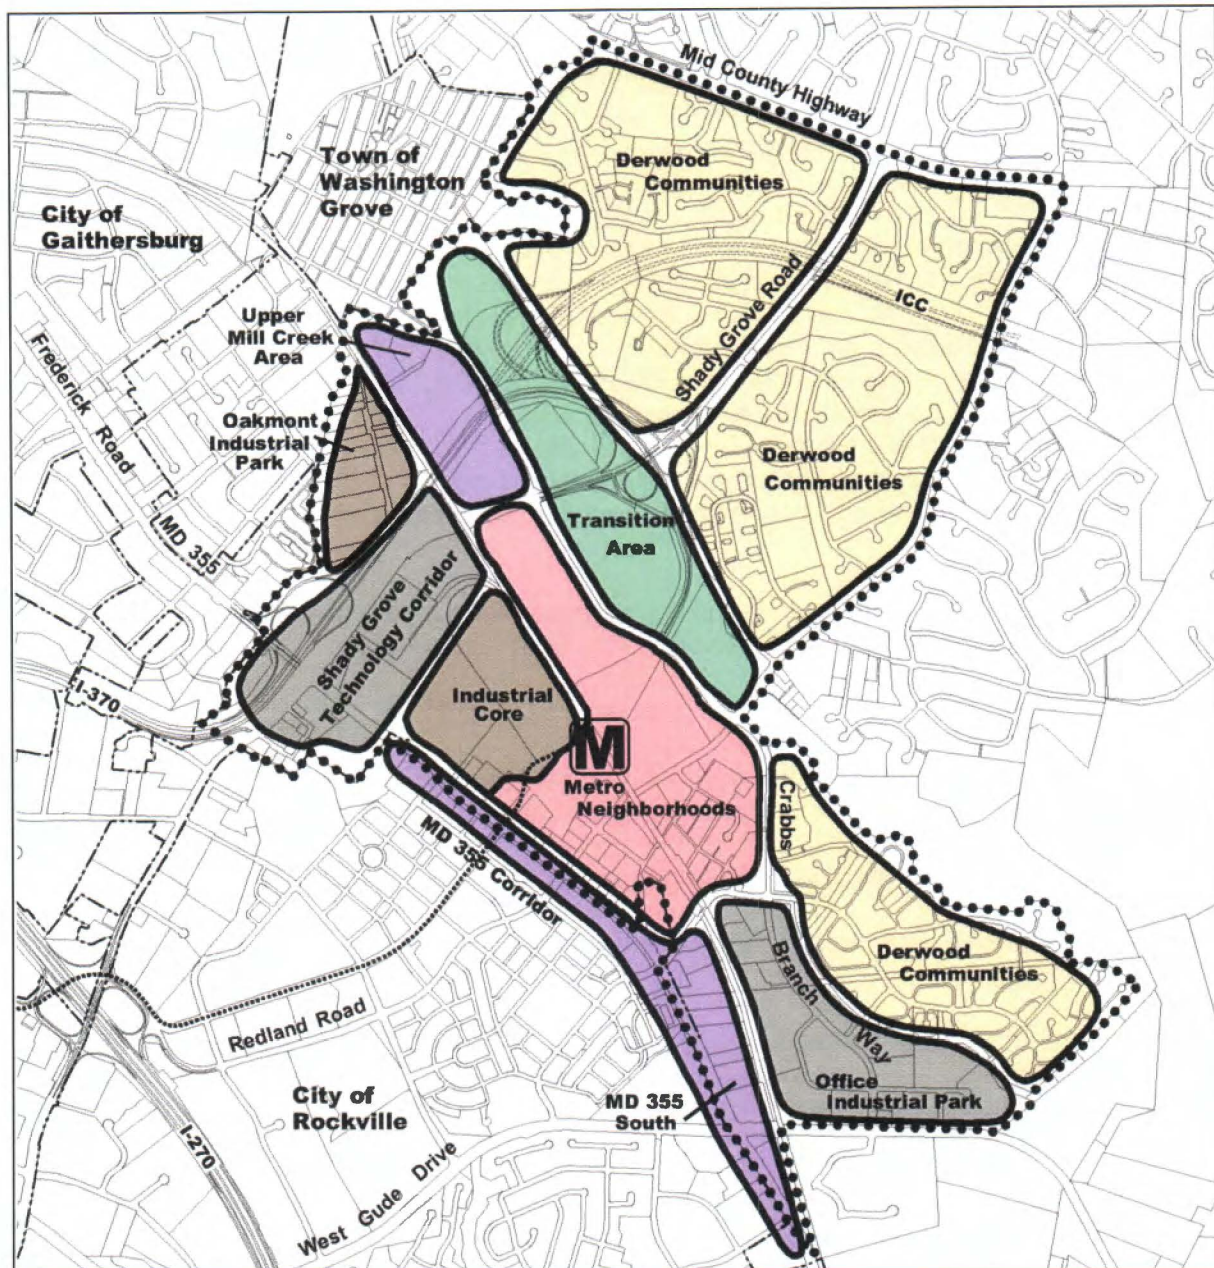 Mid County Highway
Town of
Washington
Grove
Derwood
Communities
City of
Gaithersburg
ICC
Shady Grove Road
Upper
Mill Creek
Area
Frederick Road
Oakmont
Industrial
Park
MD 355
Derwood
Communities
Transition
Area
Shady Grove
Technology Corridor
I-370
Industrial
Core
M
Metro
Neighborhoods
Crabbs
MD 355 Corridor
Derwood
Communities
Branch
Way
Redland Road
Office
Industrial Park
City of
Rockville
MD 355
South
I-270
West Gude Drive